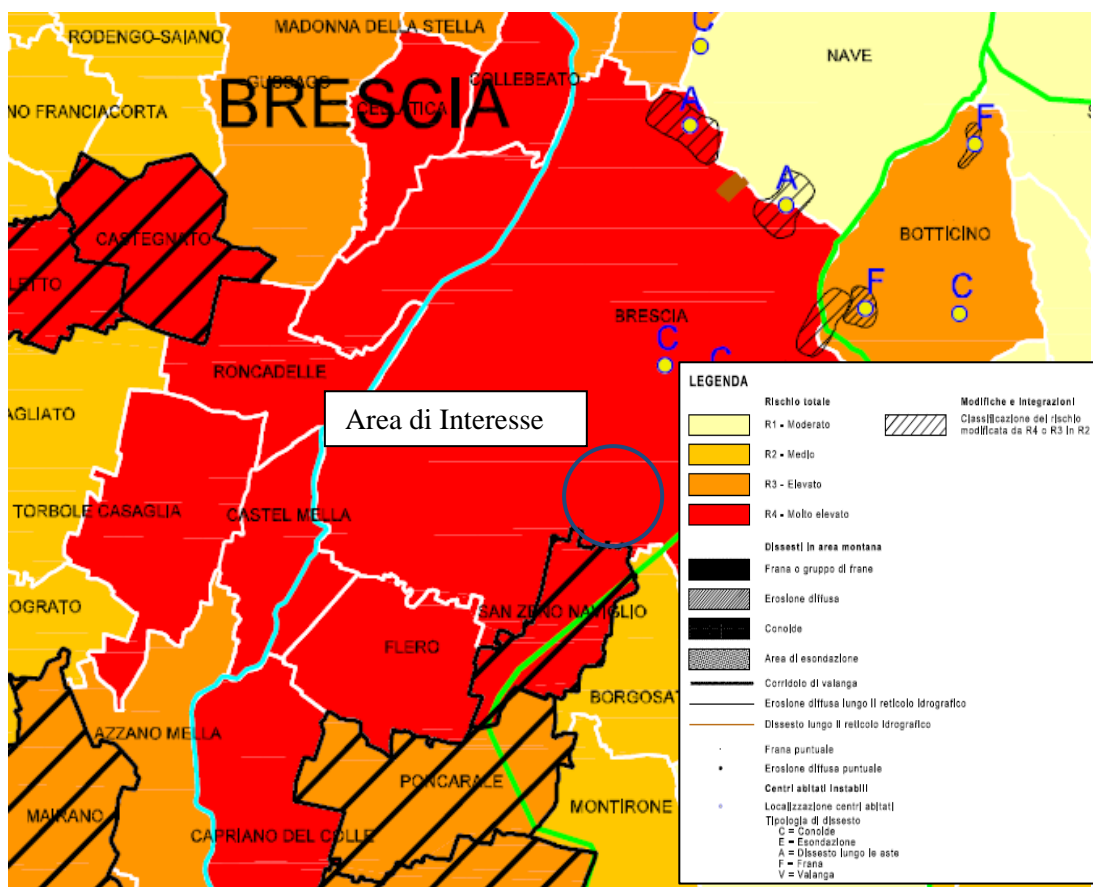 C
MADONNA DELLA STELLA
RODENGO-SAIANO
NAVE
COLLEBEATO
GUSSAGO
BRESCIA
CELLATICA
A
F
NO FRANCIACORTA
A
CASTEGNATO
BOTTICINO
LETTO
F
C
BRESCIA
C
C
RONCADELLE
AGLIATO
Area di Interesse
TORBOLE CASAGLIA
CASTEL MELLA
OGRATO
SAN ZENO NAVIGLIO
FLERO
BORGOSAT
AZZANO MELLA
PONCARALE
MONTIRONE
MAIRANO
CAPRIANO DEL COLLE
LEGENDA
Rischio totale
R1 - Moderato
R2 - Medio
R3 - Elevato
R4 - Molto elevato
Modifiche e Integrazioni
Classificazione del rischio
modificata da R4 o R3 in R2
Dissesti in area montana
Frana o gruppo di frane
Erosione diffusa
Conoide
Area di esondazione
Corridoio di valanga
Erosione diffusa lungo il reticolo idrografico
Dissesto lungo il reticolo idrografico
Frana puntuale
Erosione diffusa puntuale
Centri abitati instabili
Localizzazione centri abitati
Tipologia di dissesto
C = Conoide
E = Esondazione
A = Dissesto lungo le aste
F = Frana
V = Valanga